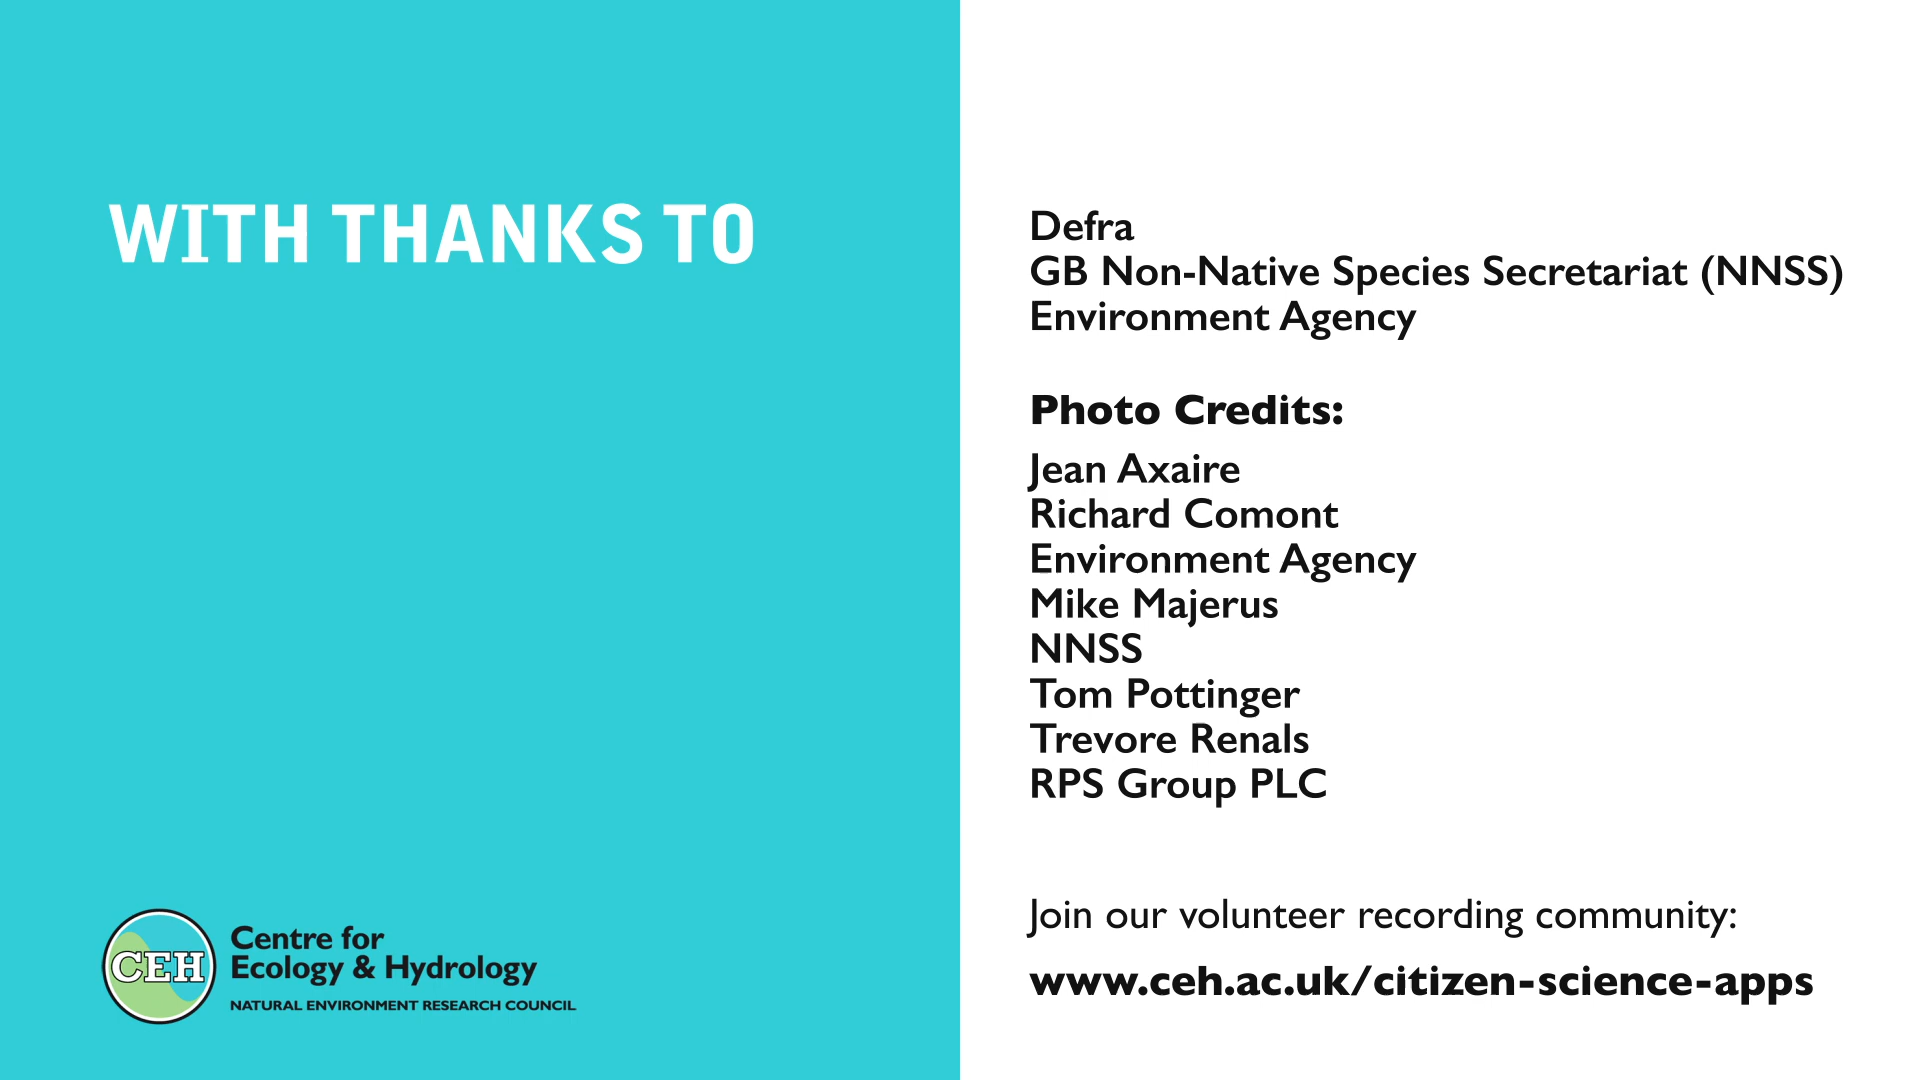 WITH THANKS TO
Defra
GB Non-Native Species Secretariat (NNSS)
Environment Agency
Photo Credits:
Jean Axaire
Richard Comont
Environment Agency
Mike Majerus
NNSS
Tom Pottinger
Trevore Renals
RPS Group PLC
Join our volunteer recording community:
www.ceh.ac.uk/citizen-science-apps
CEH
Centre for
Ecology & Hydrology
NATURAL ENVIRONMENT RESEARCH COUNCIL